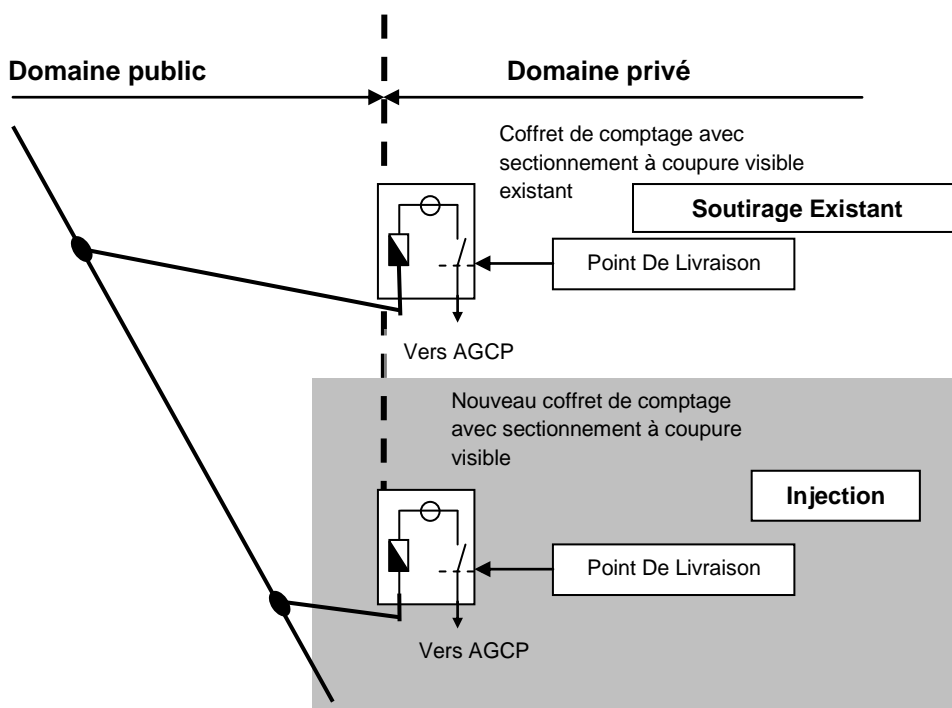 Domaine public
Domaine privé
Coffret de comptage avec
sectionnement à coupure visible
existant
Soutirage Existant
Point De Livraison
Vers AGCP
Nouveau coffret de comptage
avec sectionnement à coupure
visible
Injection
Point De Livraison
Vers AGCP